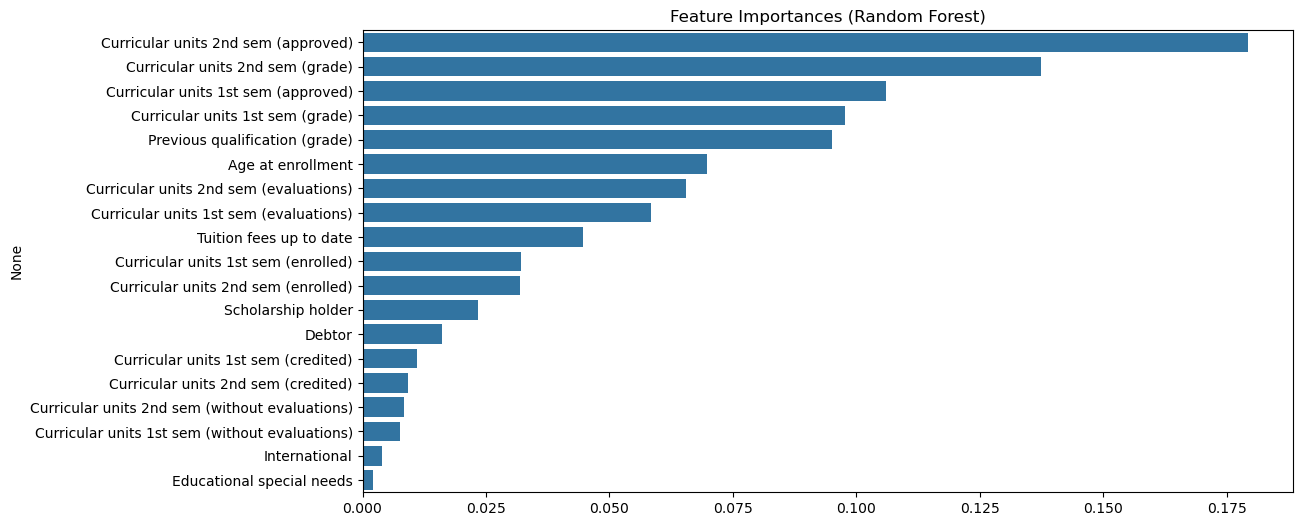 Feature Importances (Random Forest)
Curricular units 2nd sem (approved)
Curricular units 2nd sem (grade)
Curricular units 1st sem (approved)
Curricular units 1st sem (grade)
Previous qualification (grade)
Age at enrollment
Curricular units 2nd sem (evaluations)
Curricular units 1st sem (evaluations)
Tuition fees up to date
Curricular units 1st sem (enrolled)
Curricular units 2nd sem (enrolled)
Scholarship holder
Debtor
Curricular units 1st sem (credited)
Curricular units 2nd sem (credited)
Curricular units 2nd sem (without evaluations)
Curricular units 1st sem (without evaluations)
International
Educational special needs
None
0.000 0.025 0.050 0.075 0.100 0.125 0.150 0.175